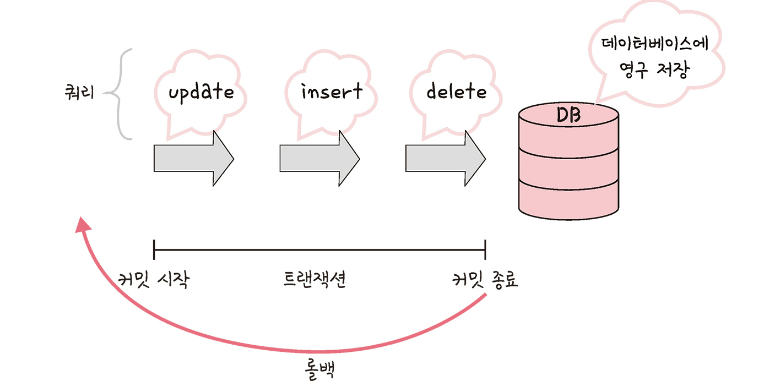 데이터베이스에
영구 저장
쿼리
update
insert
delete
DB
커밋 시작
트랜잭션
커밋 종료
롤백